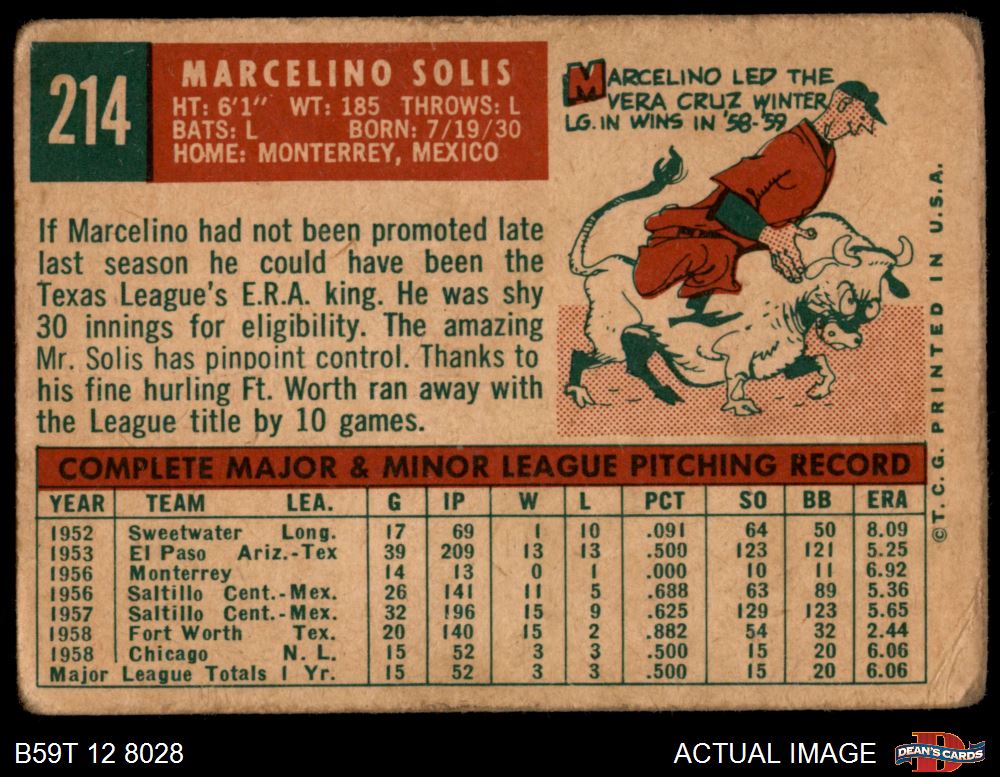 214
MARCELINO SOLIS
HT: 6'1" WT: 185 THROWS: L
BATS: L BORN: 7/19/30
HOME: MONTERREY, MEXICO
MARCELINO LED THE
VERA CRUZ WINTER
LG. IN WINS IN '58-'59
If Marcelino had not been promoted late
last season he could have been the
Texas League's E.R.A. king. He was shy
30 innings for eligibility. The amazing
Mr. Solis has pinpoint control. Thanks to
his fine hurling Ft. Worth ran away with
the League title by 10 games.
COMPLETE MAJOR & MINOR LEAGUE PITCHING RECORD
YEAR TEAM LEA. G IP W L PCT SO BB ERA
1952 Sweetwater Long. 17 69 1 10 .091 64 50 8.09
1953 El Paso Ariz.-Tex 39 209 13 13 .500 123 121 5.25
1956 Monterrey 14 13 0 1 .000 10 11 6.92
1956 Saltillo Cent.-Mex. 26 141 11 5 .688 63 89 5.36
1957 Saltillo Cent.-Mex. 32 196 15 9 .625 129 123 5.65
1958 Fort Worth Tex. 20 140 15 2 .882 54 32 2.44
1958 Chicago N. L. 15 52 3 3 .500 15 20 6.06
Major League Totals 1 Yr. 15 52 3 3 .500 15 20 6.06
© T. C. G. PRINTED IN U.S.A.
B59T 12 8028
ACTUAL IMAGE
DEAN'S CARDS